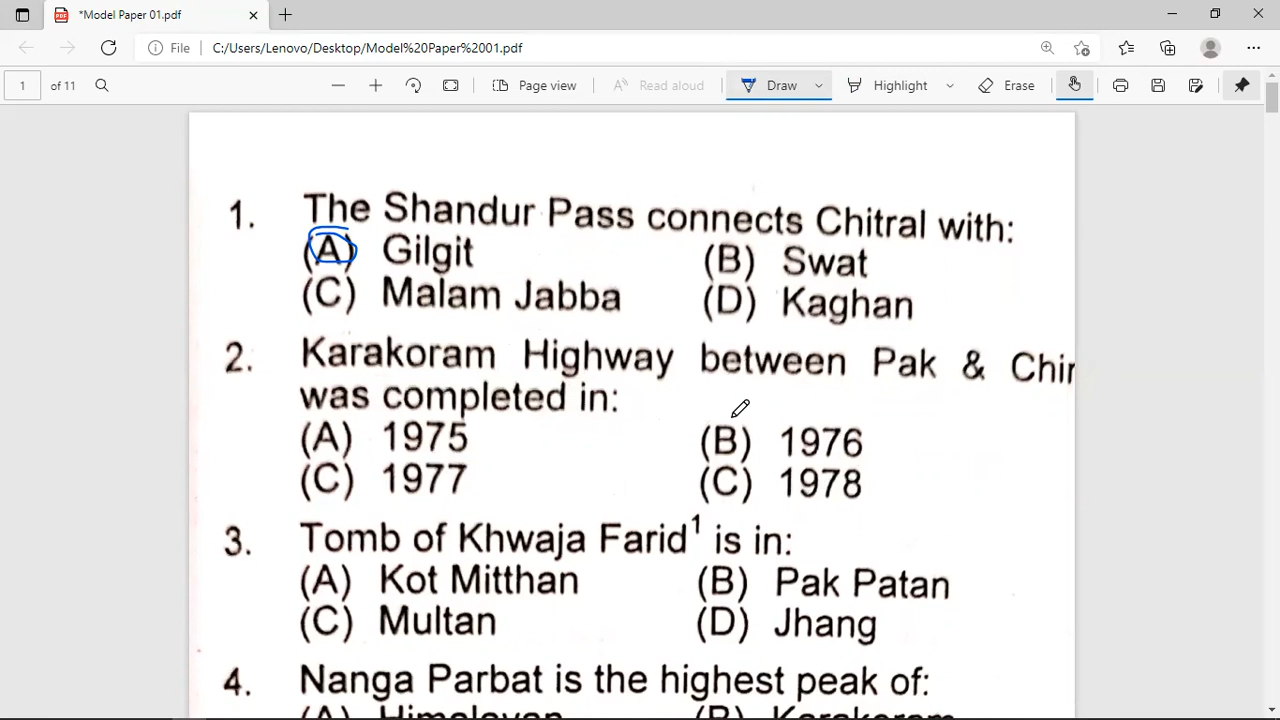 *Model Paper 01.pdf
File C:/Users/Lenovo/Desktop/Model%20Paper%2001.pdf
1 of 11 Page view Read aloud Draw Highlight Erase
1. The Shandur Pass connects Chitral with:
(A) Gilgit (B) Swat
(C) Malam Jabba (D) Kaghan
2. Karakoram Highway between Pak & Chin
was completed in:
(A) 1975 (B) 1976
(C) 1977 (C) 1978
3. Tomb of Khwaja Farid¹ is in:
(A) Kot Mitthan (B) Pak Patan
(C) Multan (D) Jhang
4. Nanga Parbat is the highest peak of:
(A) Himalayan (B) Karakoram